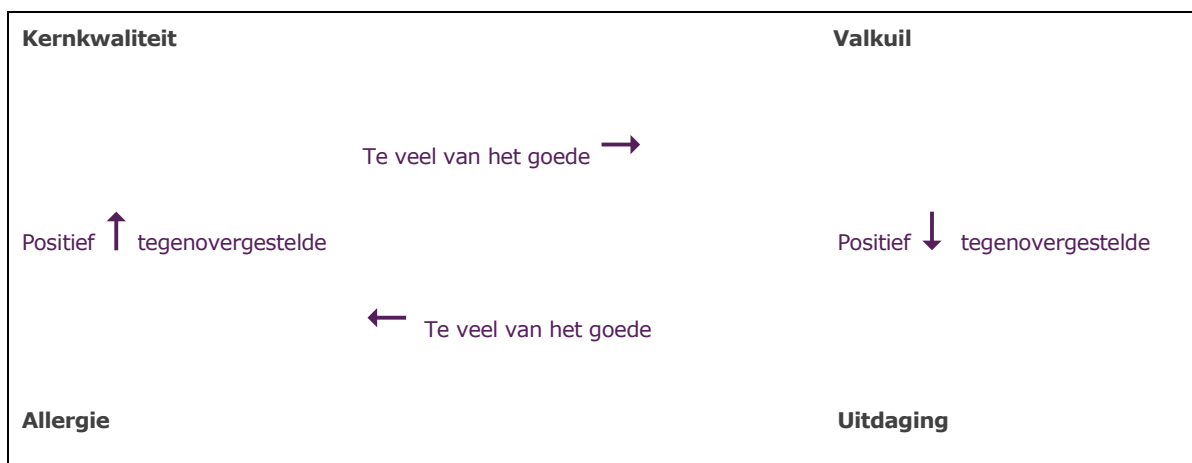 Kernkwaliteit Valkuil
Te veel van het goede →
Positief ↑ tegenovergestelde Positief ↓ tegenovergestelde
← Te veel van het goede
Allergie Uitdaging